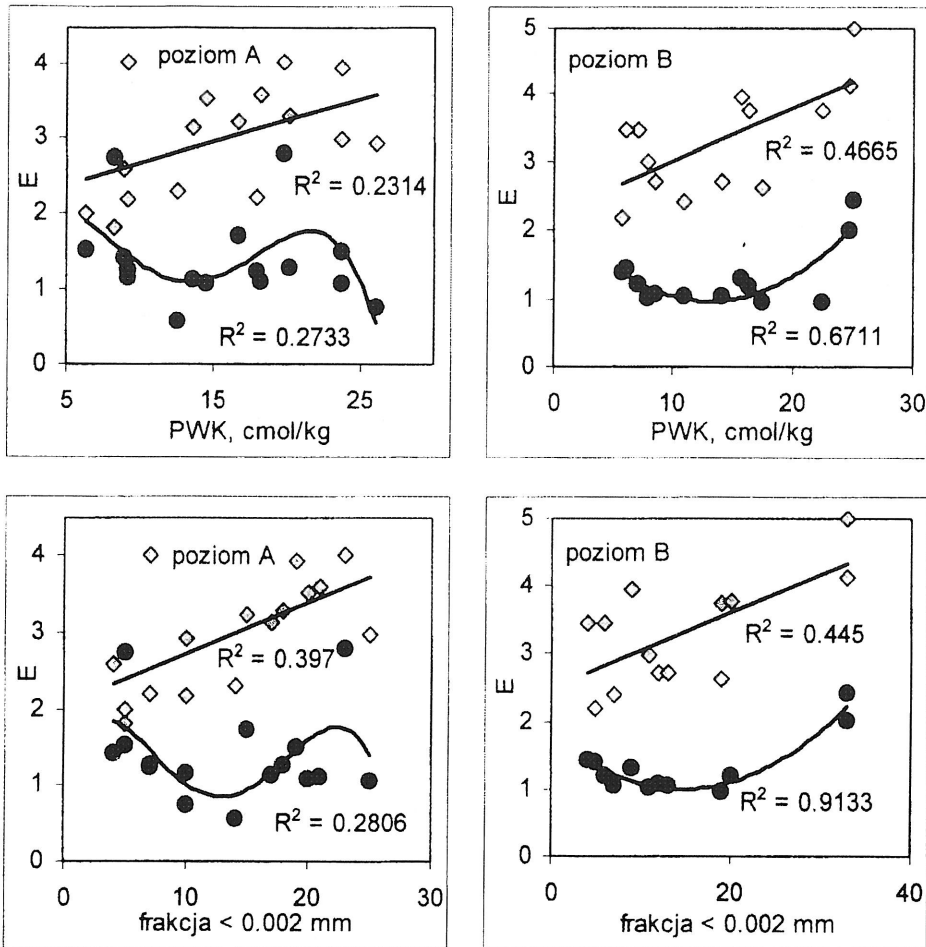 poziom A
4
3
2
1
0
E
R² = 0.2314
R² = 0.2733
5
15
25
PWK, cmol/kg
poziom B
5
4
3
2
1
0
E
R² = 0.4665
R² = 0.6711
0
10
20
30
PWK, cmol/kg
poziom A
4
3
2
1
0
E
R² = 0.397
R² = 0.2806
0
10
20
30
frakcja < 0.002 mm
poziom B
5
4
3
2
1
0
E
R² = 0.445
R² = 0.9133
0
20
40
frakcja < 0.002 mm